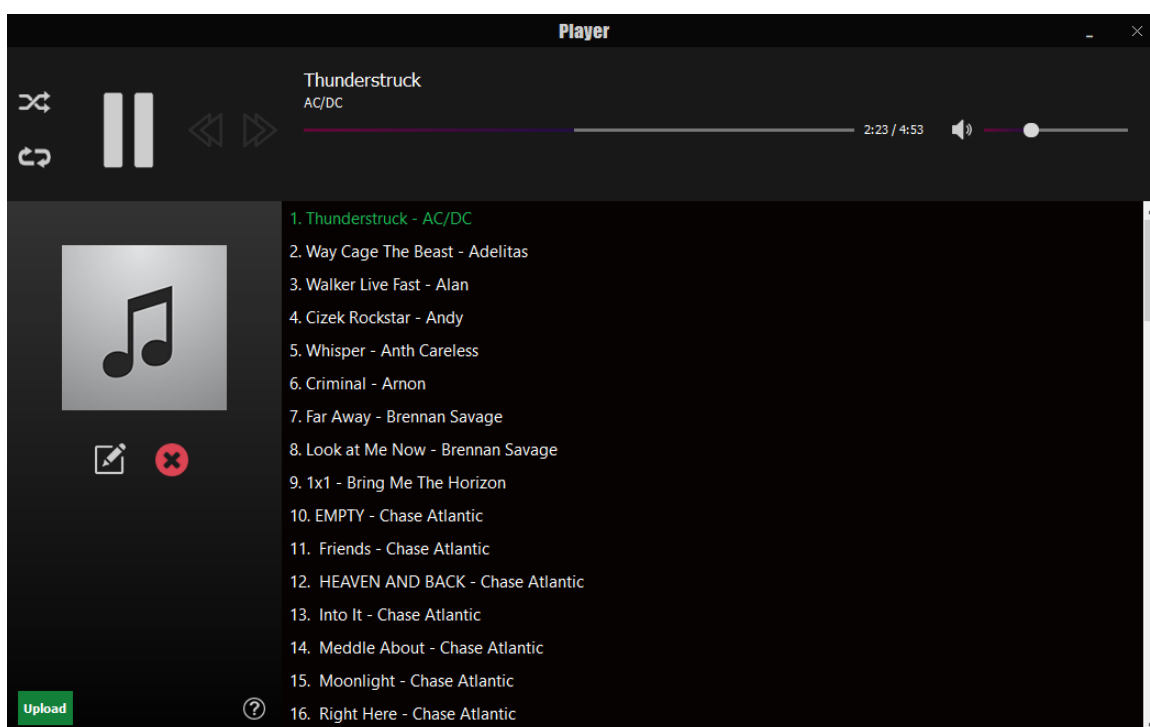 Player
Thunderstruck
AC/DC
2:23 / 4:53
1. Thunderstruck - AC/DC
2. Way Cage The Beast - Adelitas
3. Walker Live Fast - Alan
4. Cizek Rockstar - Andy
5. Whisper - Anth Careless
6. Criminal - Arnon
7. Far Away - Brennan Savage
8. Look at Me Now - Brennan Savage
9. 1x1 - Bring Me The Horizon
10. EMPTY - Chase Atlantic
11. Friends - Chase Atlantic
12. HEAVEN AND BACK - Chase Atlantic
13. Into It - Chase Atlantic
14. Meddle About - Chase Atlantic
15. Moonlight - Chase Atlantic
16. Right Here - Chase Atlantic
Upload
?